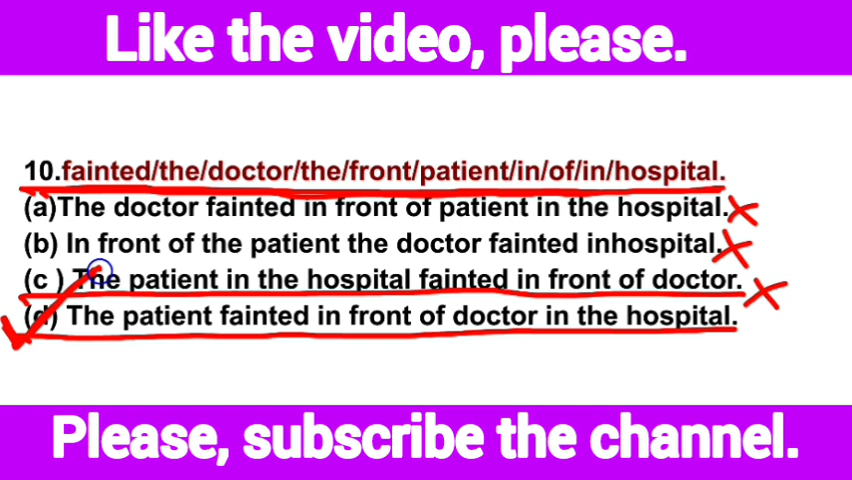 Like the video, please.
10.fainted/the/doctor/the/front/patient/in/of/in/hospital.
(a)The doctor fainted in front of patient in the hospital.
(b) In front of the patient the doctor fainted inhospital.
(c ) The patient in the hospital fainted in front of doctor.
(d) The patient fainted in front of doctor in the hospital.
Please, subscribe the channel.